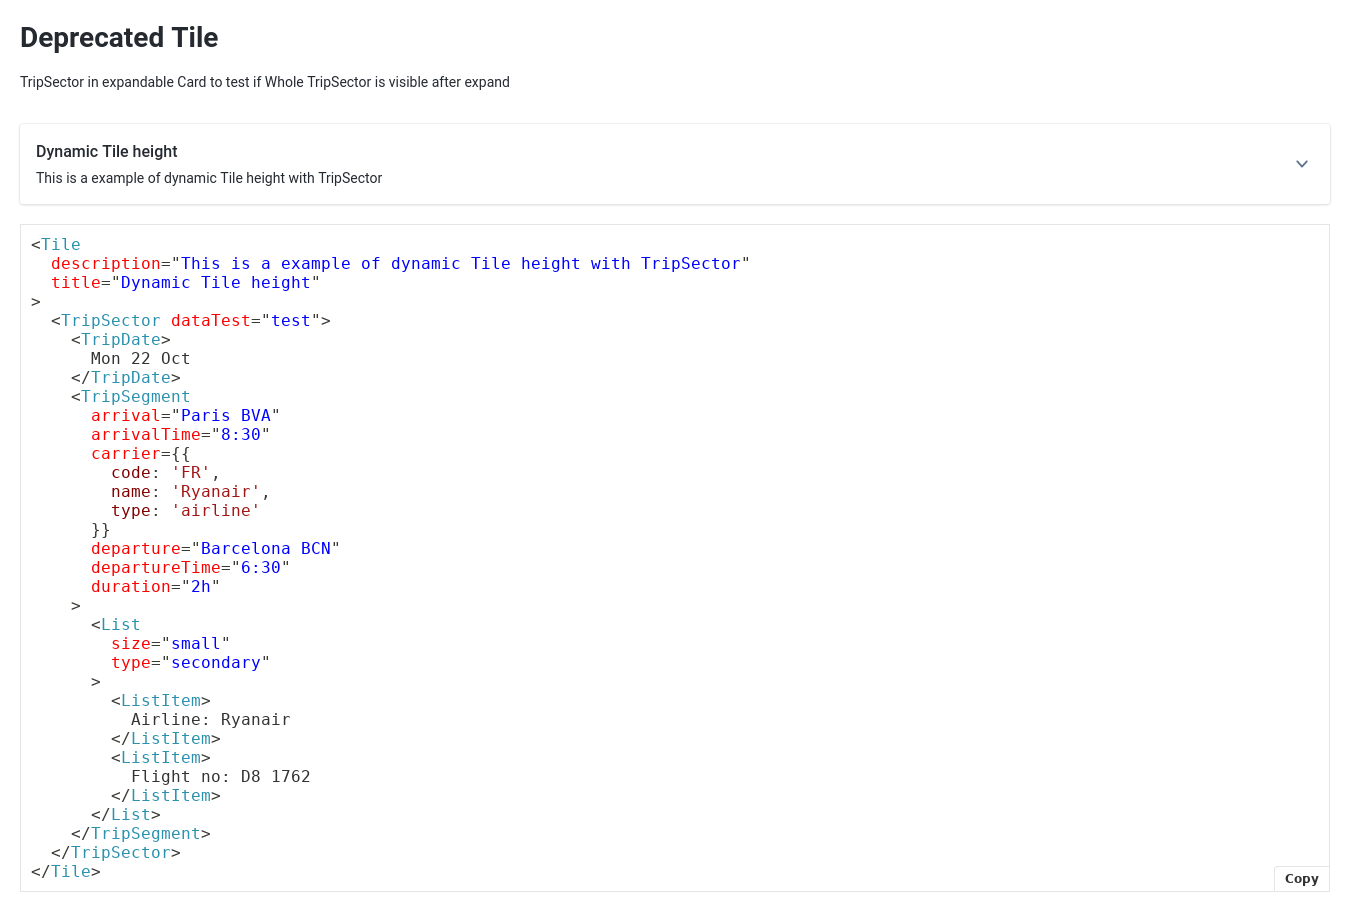 Deprecated Tile
TripSector in expandable Card to test if Whole TripSector is visible after expand
Dynamic Tile height
This is a example of dynamic Tile height with TripSector
<Tile
  description="This is a example of dynamic Tile height with TripSector"
  title="Dynamic Tile height"
>
  <TripSector dataTest="test">
    <TripDate>
      Mon 22 Oct
    </TripDate>
    <TripSegment
      arrival="Paris BVA"
      arrivalTime="8:30"
      carrier={{
        code: 'FR',
        name: 'Ryanair',
        type: 'airline'
      }}
      departure="Barcelona BCN"
      departureTime="6:30"
      duration="2h"
    >
      <List
        size="small"
        type="secondary"
      >
        <ListItem>
          Airline: Ryanair
        </ListItem>
        <ListItem>
          Flight no: D8 1762
        </ListItem>
      </List>
    </TripSegment>
  </TripSector>
</Tile>
Copy